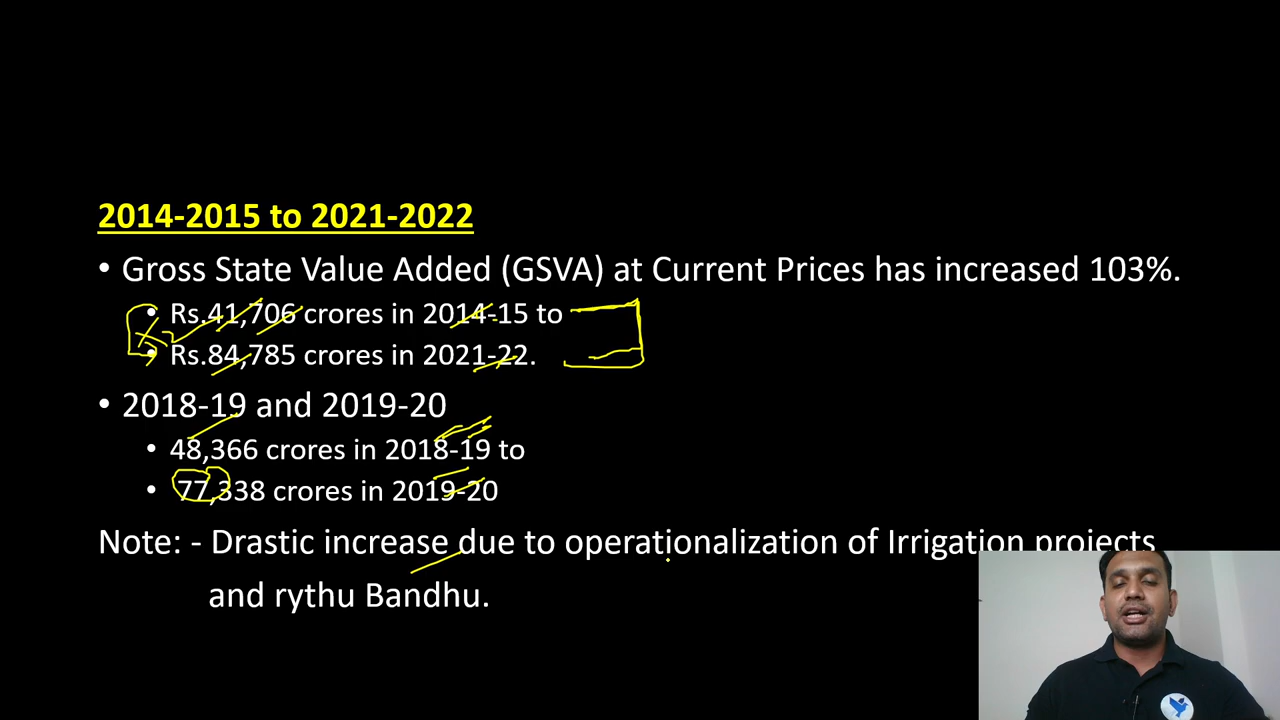 2014-2015 to 2021-2022
• Gross State Value Added (GSVA) at Current Prices has increased 103%.
• Rs.41,706 crores in 2014-15 to
• Rs.84,785 crores in 2021-22.
• 2018-19 and 2019-20
• 48,366 crores in 2018-19 to
• 77,338 crores in 2019-20
Note: - Drastic increase due to operationalization of Irrigation projects
and rythu Bandhu.